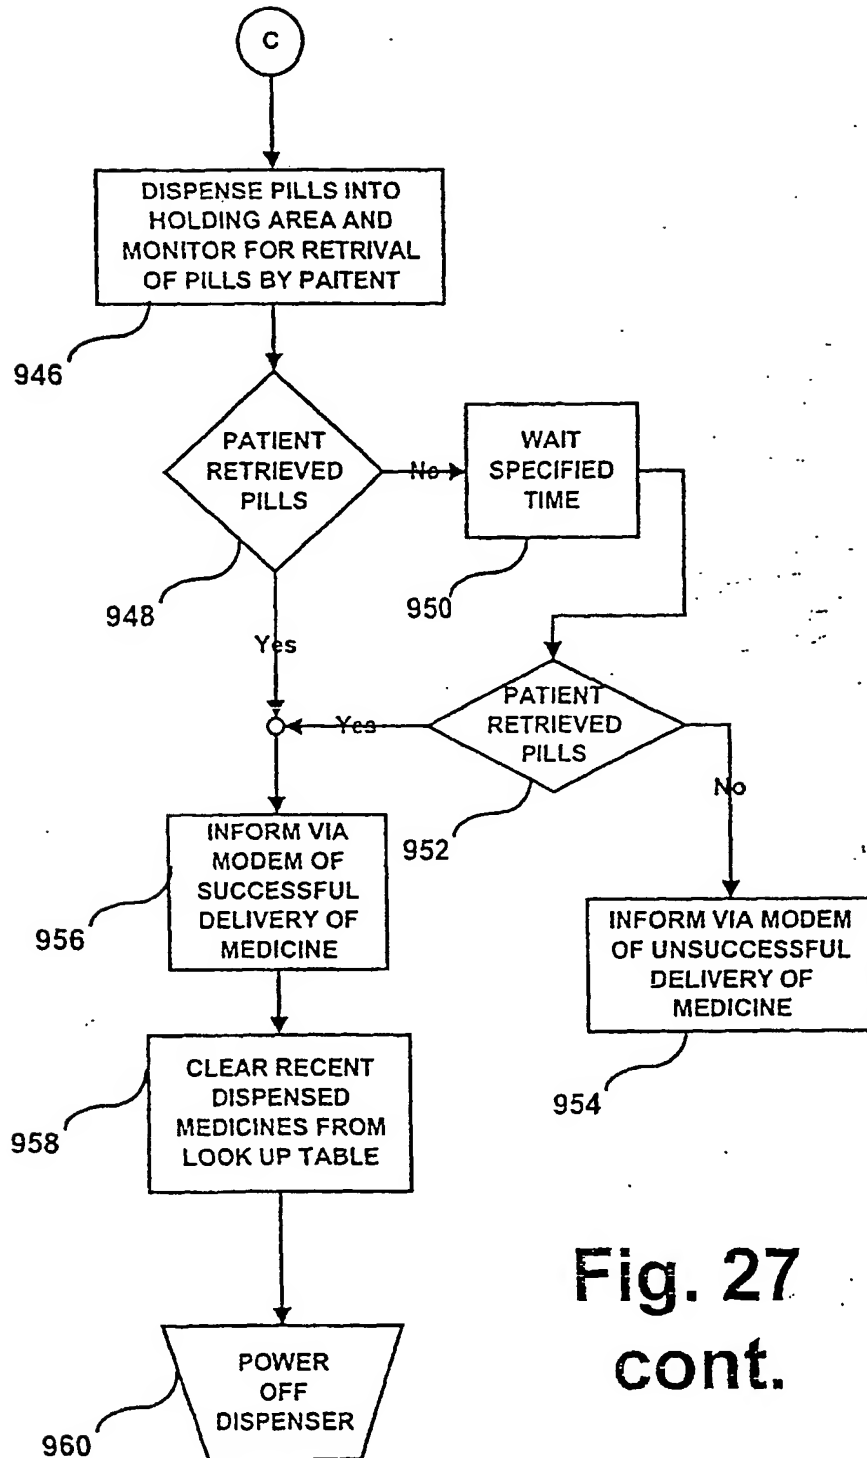 C
DISPENSE PILLS INTO
HOLDING AREA AND
MONITOR FOR RETRIVAL
OF PILLS BY PAITENT
946
PATIENT
RETRIEVED
PILLS
948
No
WAIT
SPECIFIED
TIME
950
Yes
PATIENT
RETRIEVED
PILLS
952
Yes
No
INFORM VIA
MODEM OF
SUCCESSFUL
DELIVERY OF
MEDICINE
956
INFORM VIA MODEM
OF UNSUCCESSFUL
DELIVERY OF
MEDICINE
954
CLEAR RECENT
DISPENSED
MEDICINES FROM
LOOK UP TABLE
958
POWER
OFF
DISPENSER
960
Fig. 27
cont.